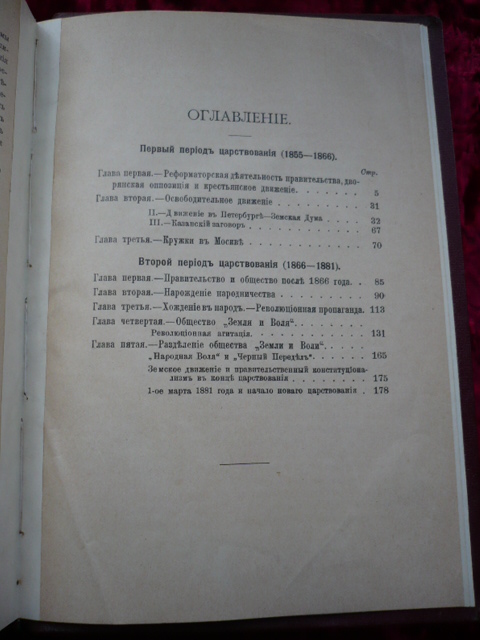 ОГЛАВЛЕНІЕ.
Первый періодъ царствованія (1855—1866).
Стр.
Глава первая.—Реформаторская дѣятельность правительства, дво-
рянская оппозиція и крестьянское движеніе. . . . . . . 5
Глава вторая.—Освободительное движеніе . . . . . . . . . 31
II.—Движеніе въ Петербургѣ—Земская Дума . . . 32
III.—Казанскій заговоръ . . . . . . . . . . . . 67
Глава третья.—Кружки въ Москвѣ . . . . . . . . . . . 70
Второй періодъ царствованія (1866—1881).
Глава первая.—Правительство и общество послѣ 1866 года. . 85
Глава вторая.—Нарожденіе народничества . . . . . . . 90
Глава третья.—Хожденіе въ народъ.—Революціонная пропаганда. 113
Глава четвертая.—Общество „Земли и Воли“. . . . . .
Революціонная агитація. . . . . . . . . . . 131
Глава пятая.—Раздѣленіе общества „Земли и Воли“. . . . .
„Народная Воля“ и „Черный Передѣлъ“. . . . . . 165
Земское движеніе и правительственный конституціона-
лизмъ въ концѣ царствованія . . . . . . . . 175
1-ое марта 1881 года и начало новаго царствованія . 178